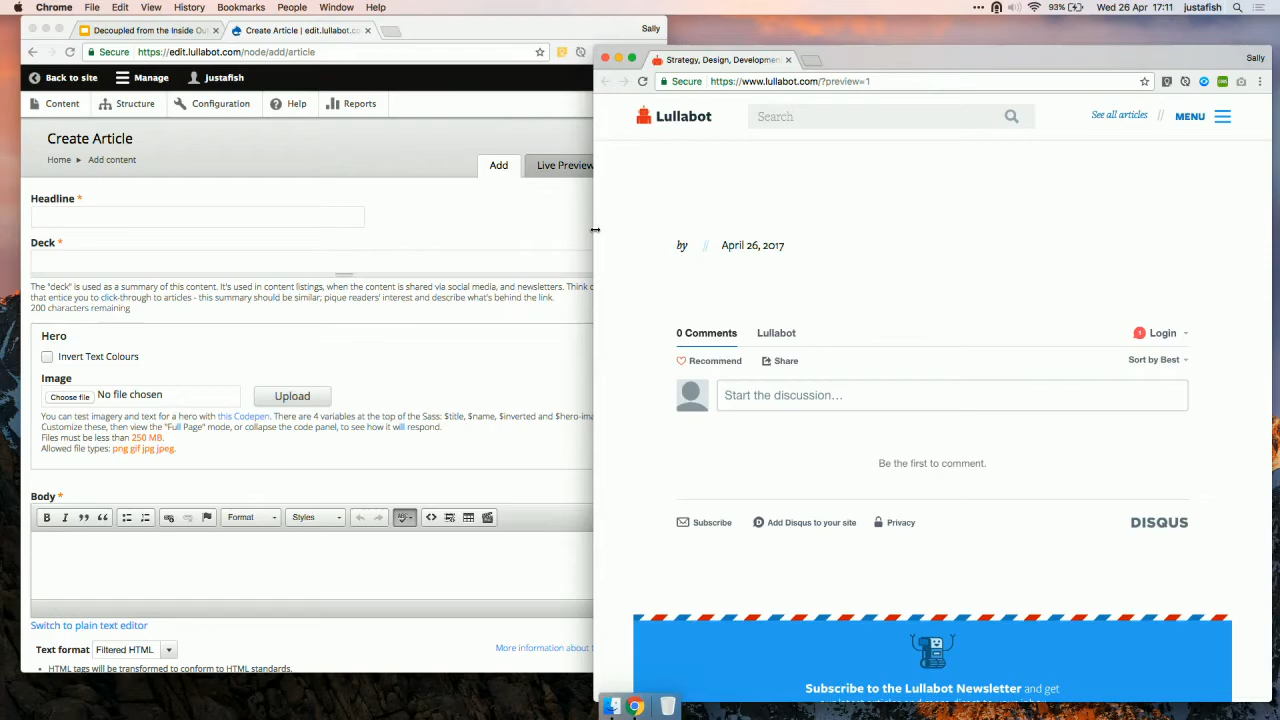 Chrome File Edit View History Bookmarks People Window Help
93% Wed 26 Apr 17:11 justafish
Decoupled from the Inside Ou
Create Article | edit.lullabot.co
Sally
Secure https://edit.lullabot.com/node/add/article
Back to site Manage justafish
Content Structure Configuration Help Reports
Create Article
Home ▸ Add content
Add Live Preview
Headline *
Deck *
The "deck" is used as a summary of this content. It's used in content listings, when the content is shared via social media, and newsletters. Think o
that entice you to click-through to articles - this summary should be similar; pique readers' interest and describe what's behind the link.
200 characters remaining
Hero
Invert Text Colours
Image
Choose file No file chosen Upload
You can test imagery and text for a hero with this Codepen. There are 4 variables at the top of the Sass: $title, $name, $inverted and $hero-ima
Customize these, then view the "Full Page" mode, or collapse the code panel, to see how it will respond.
Files must be less than 250 MB.
Allowed file types: png gif jpg jpeg.
Body *
B I Format Styles ABC
Switch to plain text editor
Text format Filtered HTML
More information about t
• HTML tags will be transformed to conform to HTML standards.
Strategy, Design, Developmen
Sally
Secure https://www.lullabot.com/?preview=1
Lullabot Search See all articles // MENU
by // April 26, 2017
0 Comments Lullabot 1 Login
Recommend Share Sort by Best
Start the discussion…
Be the first to comment.
Subscribe Add Disqus to your site Privacy DISQUS
Subscribe to the Lullabot Newsletter and get